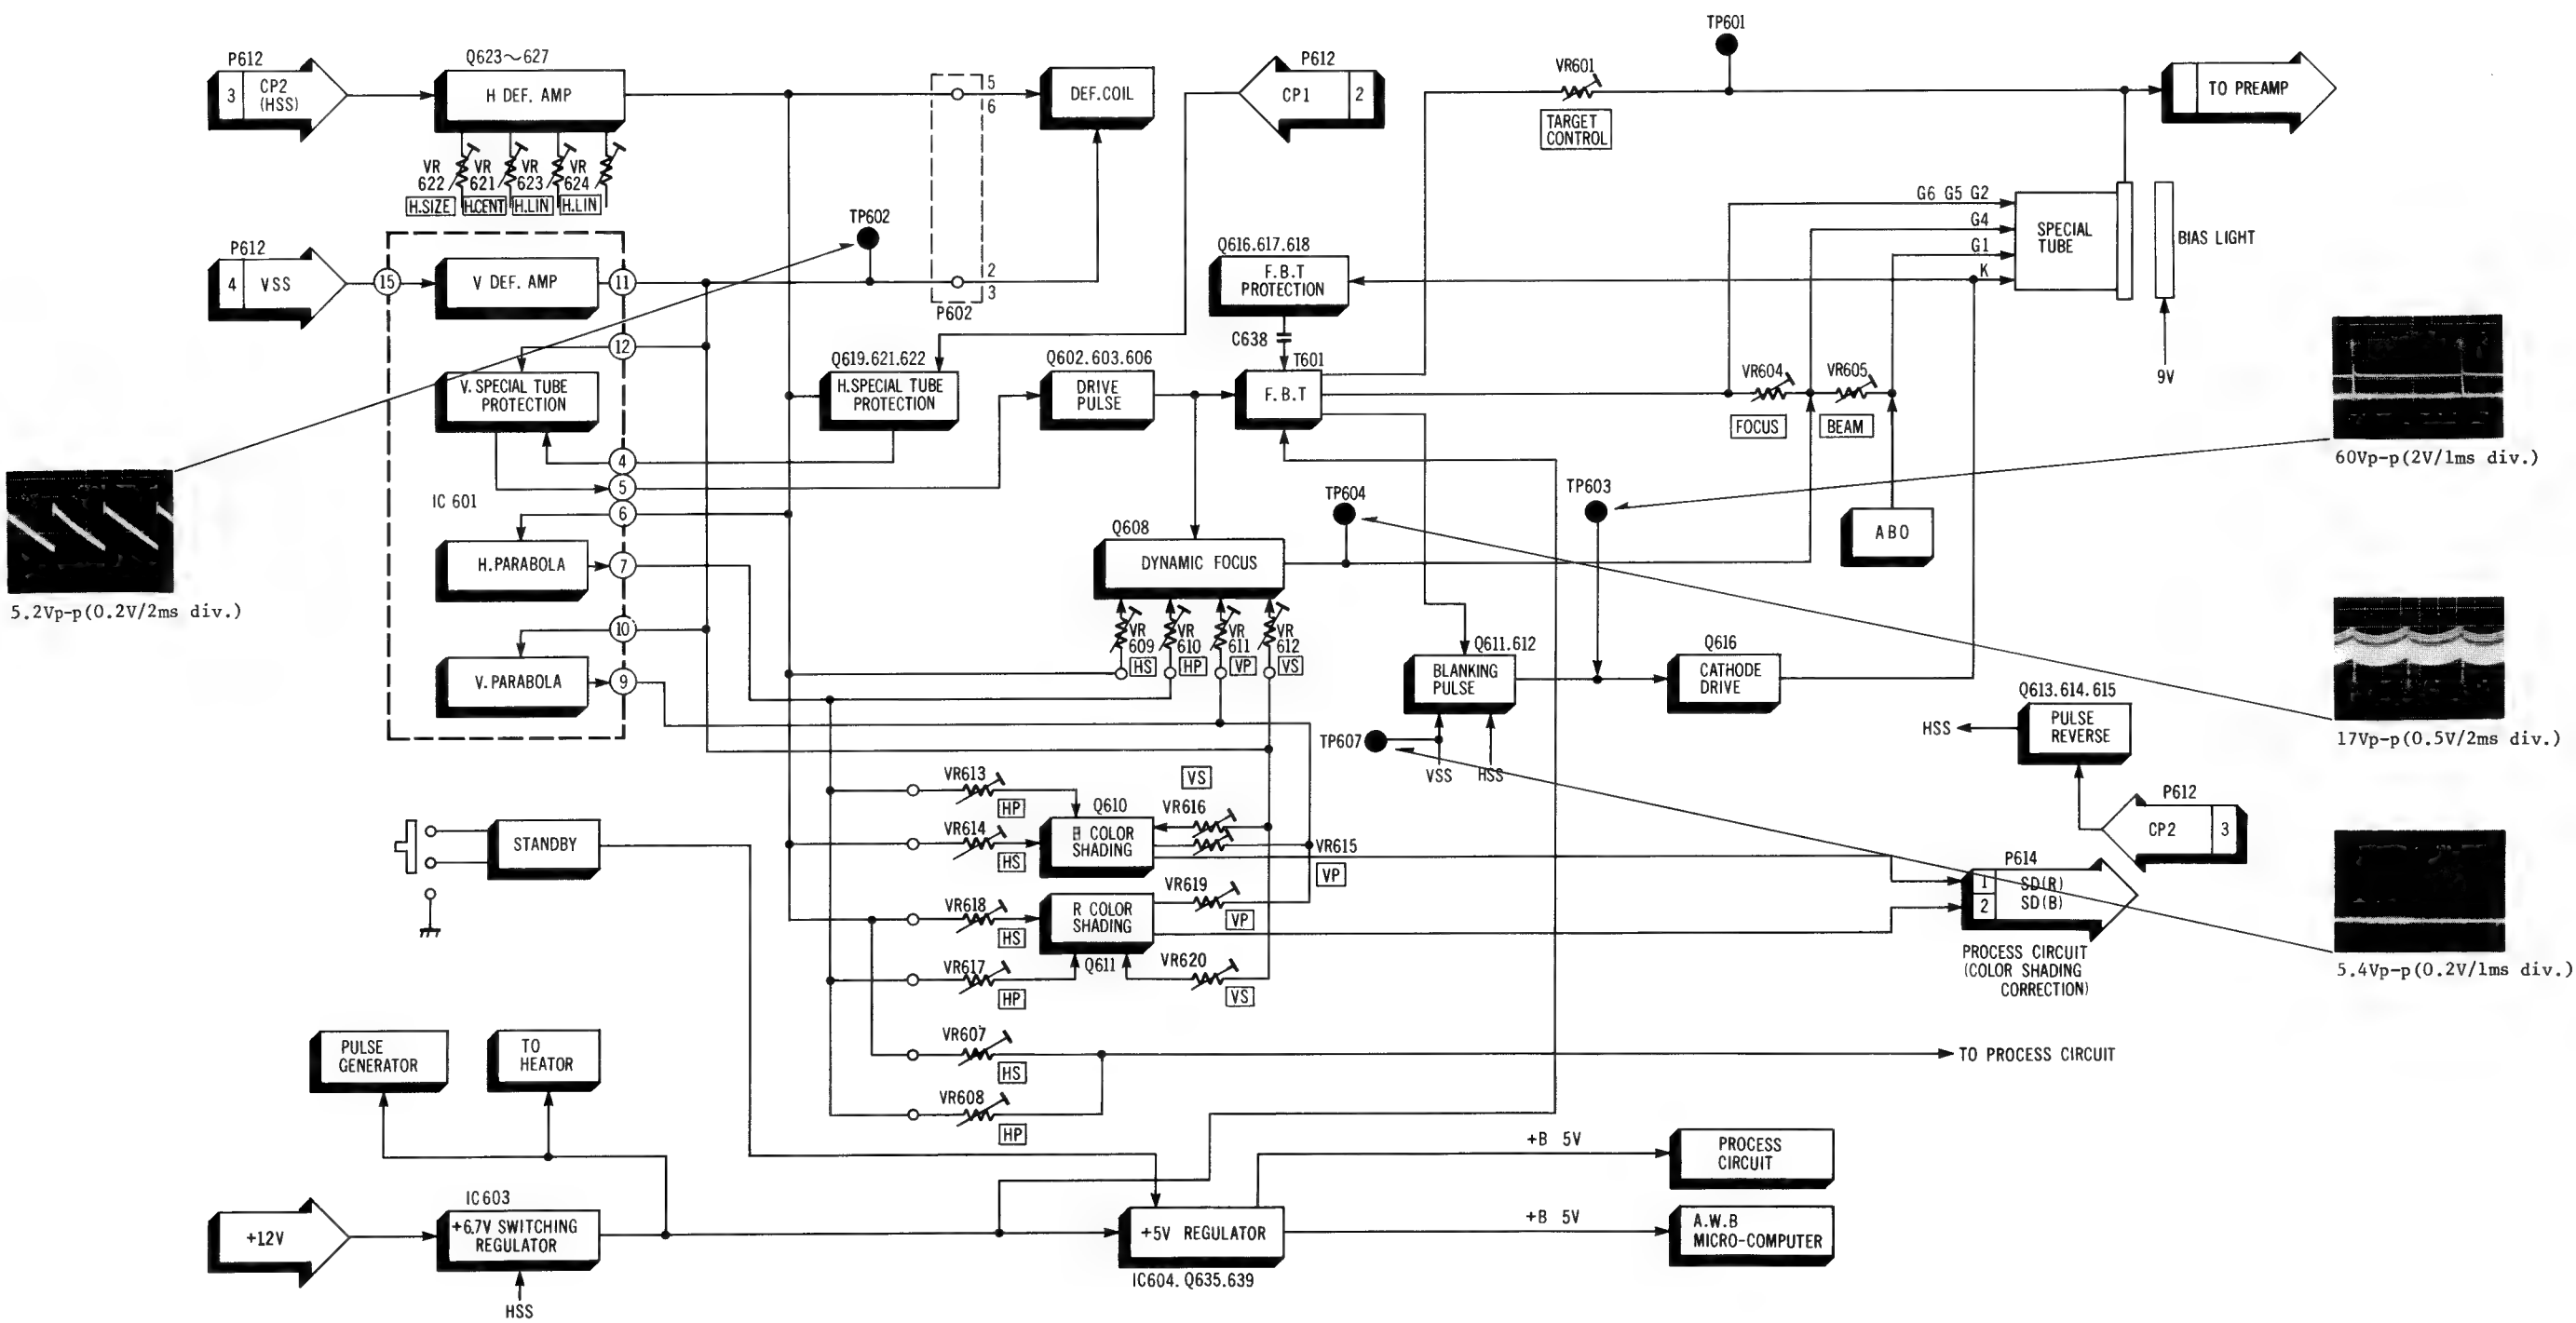 TP601
P612
3 CP2 (HSS)
Q623~627
H DEF. AMP
VR 622
VR 621
VR 623
VR 624
H.SIZE
H.CENT
H.LIN
H.LIN
5
6
DEF.COIL
P612
CP1 2
VR601
TARGET
CONTROL
TO PREAMP
P612
4 VSS
15
V DEF. AMP
11
TP602
2
3
P602
Q616.617.618
F.B.T
PROTECTION
C638
G6 G5 G2
G4
G1
K
SPECIAL
TUBE
BIAS LIGHT
9V
12
V.SPECIAL TUBE
PROTECTION
4
5
IC 601
6
H.PARABOLA
7
10
V.PARABOLA
9
Q619.621.622
H.SPECIAL TUBE
PROTECTION
Q602.603.606
DRIVE
PULSE
T601
F.B.T
VR604
VR605
FOCUS
BEAM
ABO
60Vp-p(2V/1ms div.)
5.2Vp-p(0.2V/2ms div.)
TP604
TP603
Q608
DYNAMIC FOCUS
VR 609
VR 610
VR 611
VR 612
HS
HP
VP
VS
Q611.612
BLANKING
PULSE
Q616
CATHODE
DRIVE
TP607
VSS
HSS
Q613.614.615
PULSE
REVERSE
HSS
17Vp-p(0.5V/2ms div.)
P612
CP2 3
VR613
HP
VS
VR616
Q610
COLOR
SHADING
VR614
HS
VR615
VP
STANDBY
VR618
HS
R COLOR
SHADING
Q611
VR619
VP
VR617
HP
VR620
VS
P614
1 SD(R)
2 SD(B)
PROCESS CIRCUIT
(COLOR SHADING
CORRECTION)
5.4Vp-p(0.2V/1ms div.)
PULSE
GENERATOR
TO
HEATOR
VR607
HS
TO PROCESS CIRCUIT
VR608
HP
+12V
IC603
+6.7V SWITCHING
REGULATOR
HSS
+5V REGULATOR
IC604. Q635.639
+B 5V
PROCESS
CIRCUIT
+B 5V
A.W.B
MICRO-COMPUTER